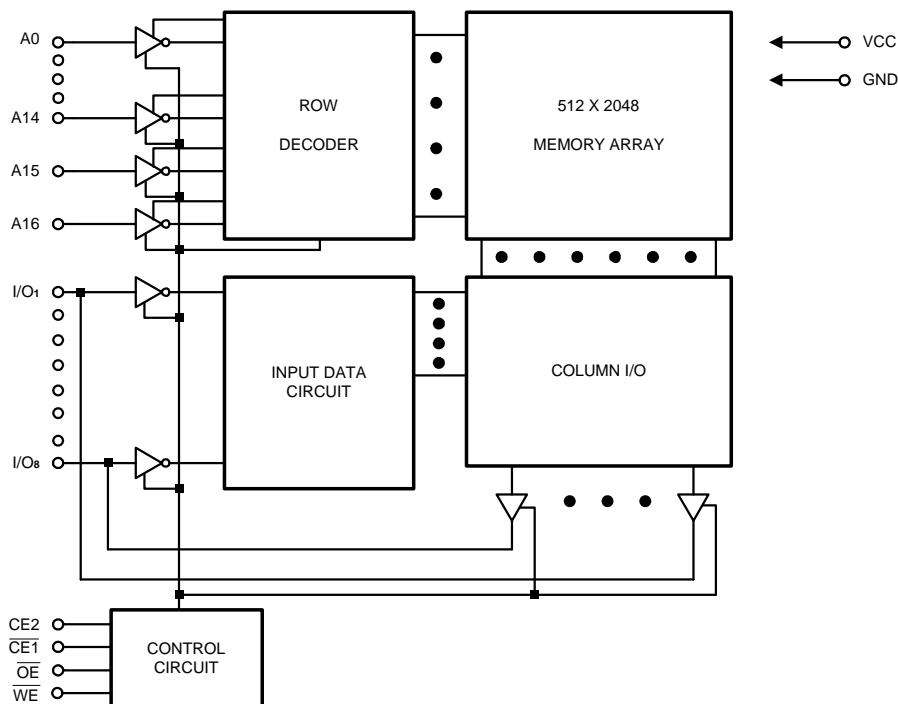 A0
A14
A15
A16
ROW
DECODER
512 X 2048
MEMORY ARRAY
VCC
GND
I/O1
I/O8
INPUT DATA
CIRCUIT
COLUMN I/O
CE2
CE1
OE
WE
CONTROL
CIRCUIT